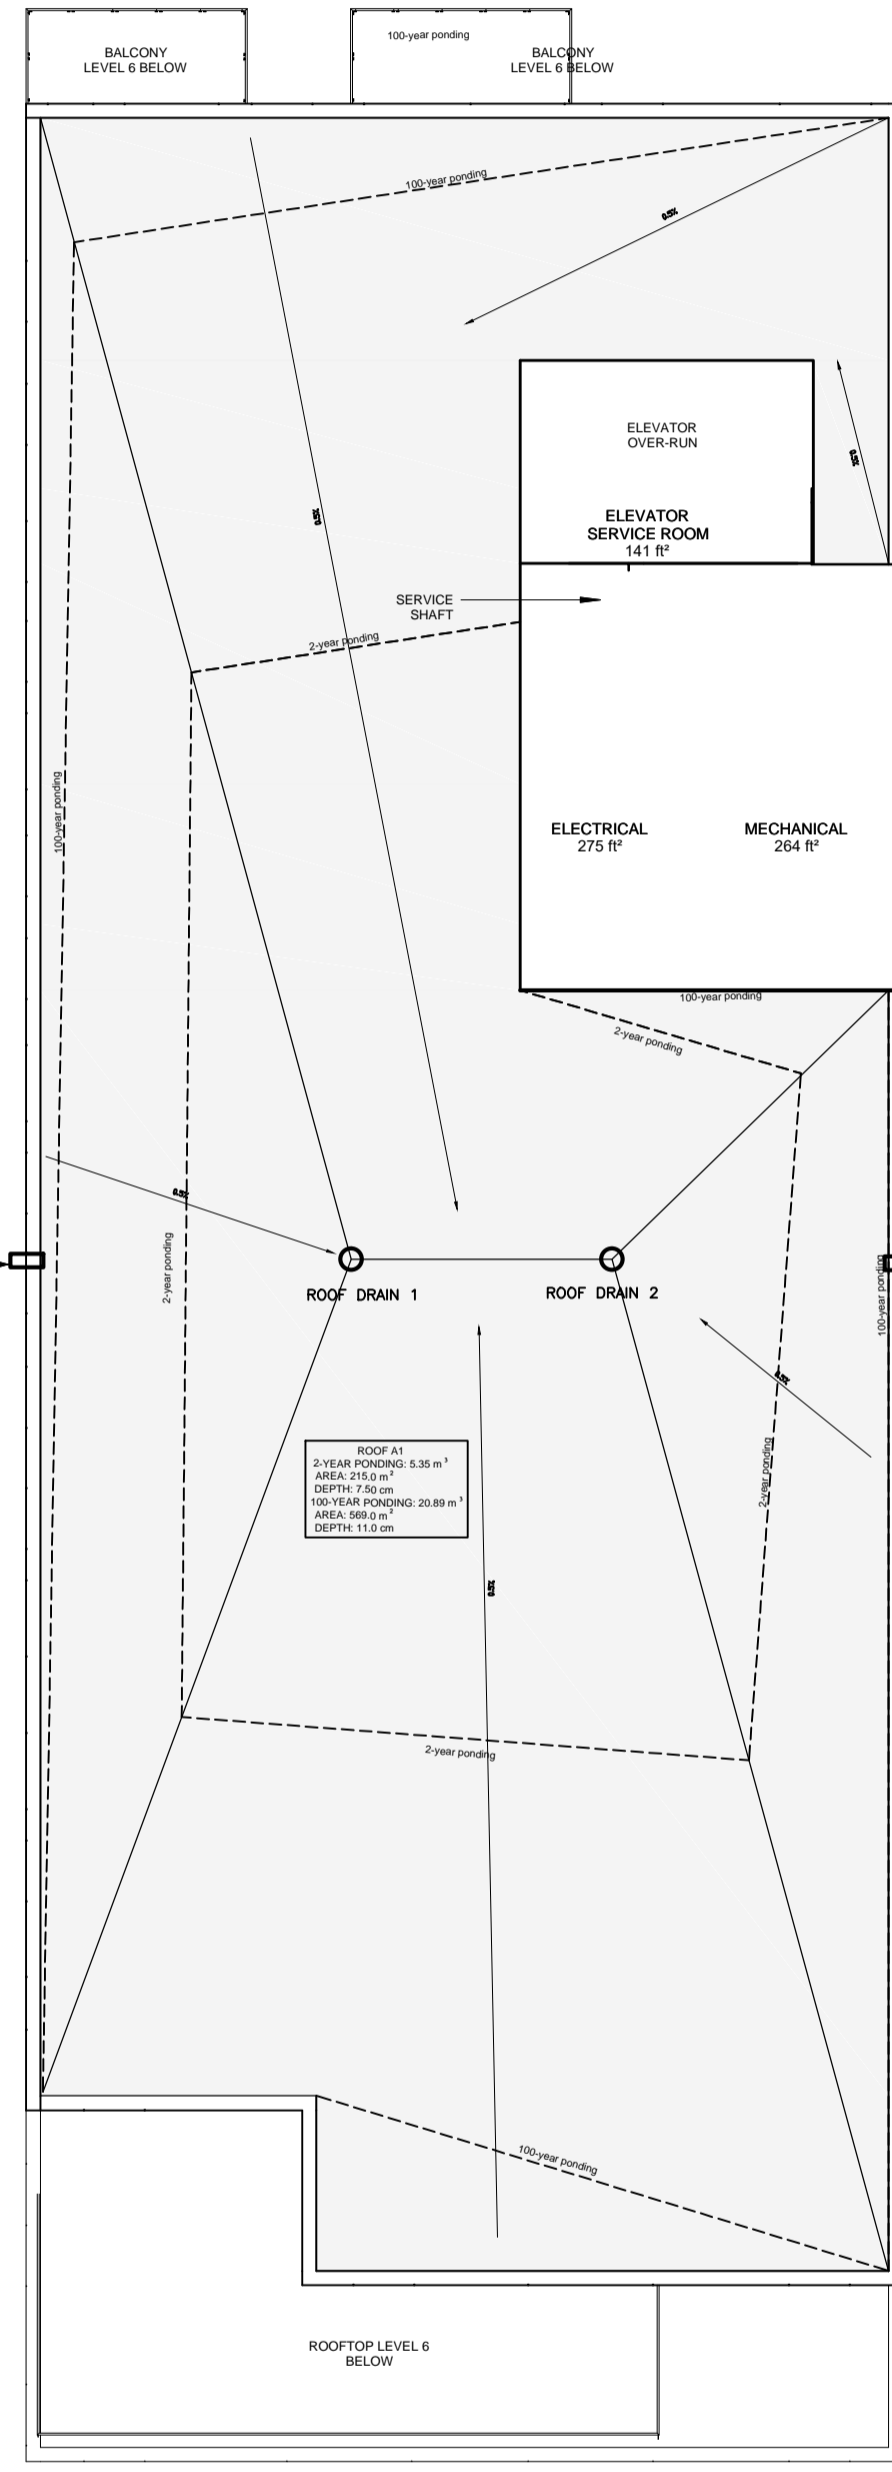 100-year ponding
BALCONY
LEVEL 6 BELOW
BALCONY
LEVEL 6 BELOW
100-year ponding
0.5%
ELEVATOR
OVER-RUN
0.5%
ELEVATOR
SERVICE ROOM
141 ft²
0.5%
SERVICE
SHAFT
2-year ponding
100-year ponding
ELECTRICAL
275 ft²
MECHANICAL
264 ft²
100-year ponding
2-year ponding
0.5%
2-year ponding
100-year ponding
ROOF DRAIN 1
ROOF DRAIN 2
0.5%
ROOF A1
2-YEAR PONDING: 5.35 m³
AREA: 215.0 m²
DEPTH: 7.50 cm
100-YEAR PONDING: 20.89 m³
AREA: 569.0 m²
DEPTH: 11.0 cm
2-year ponding
0.5%
2-year ponding
100-year ponding
ROOFTOP LEVEL 6
BELOW